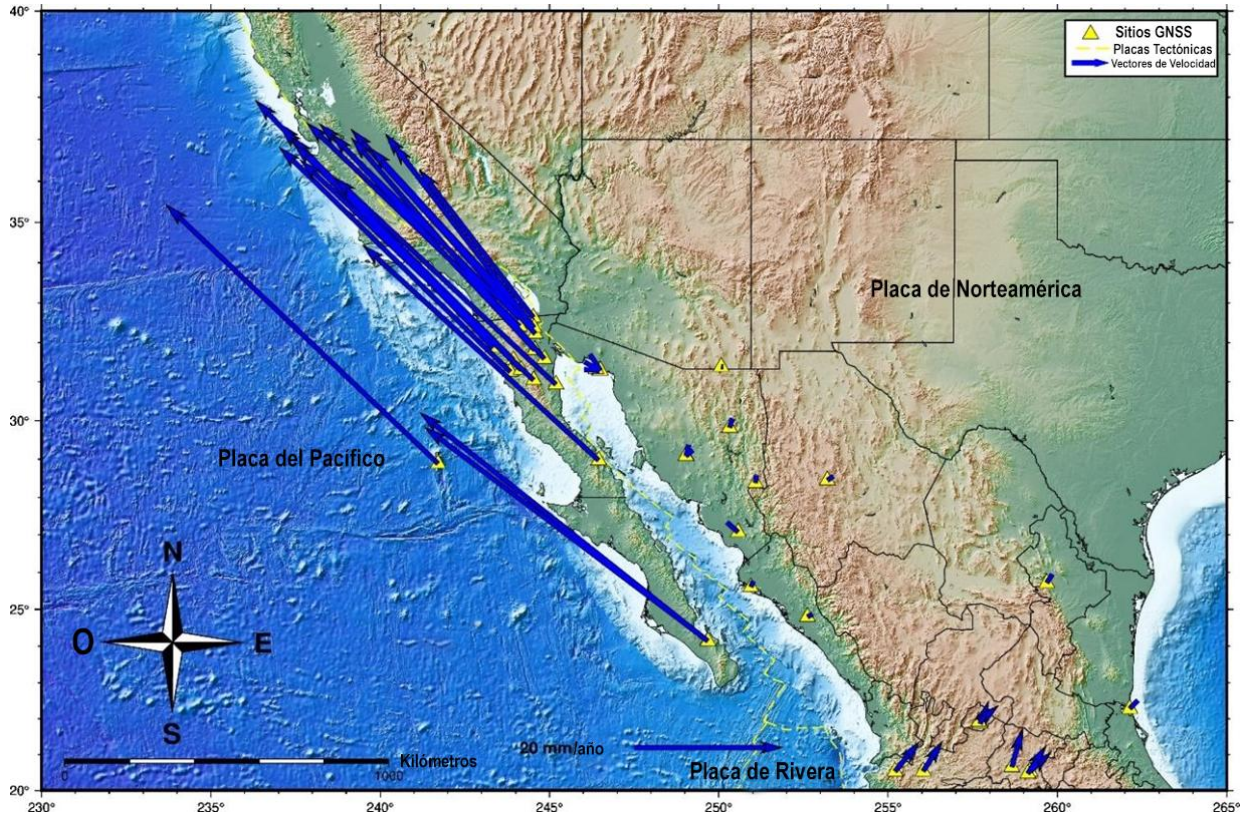 40°
35°
30°
25°
20°
230°
235°
240°
245°
250°
255°
260°
265°
Sitios GNSS
Placas Tectónicas
Vectores de Velocidad
Placa de Norteamérica
Placa del Pacífico
N
O
E
S
20 mm/año
Kilómetros
0
1000
Placa de Rivera